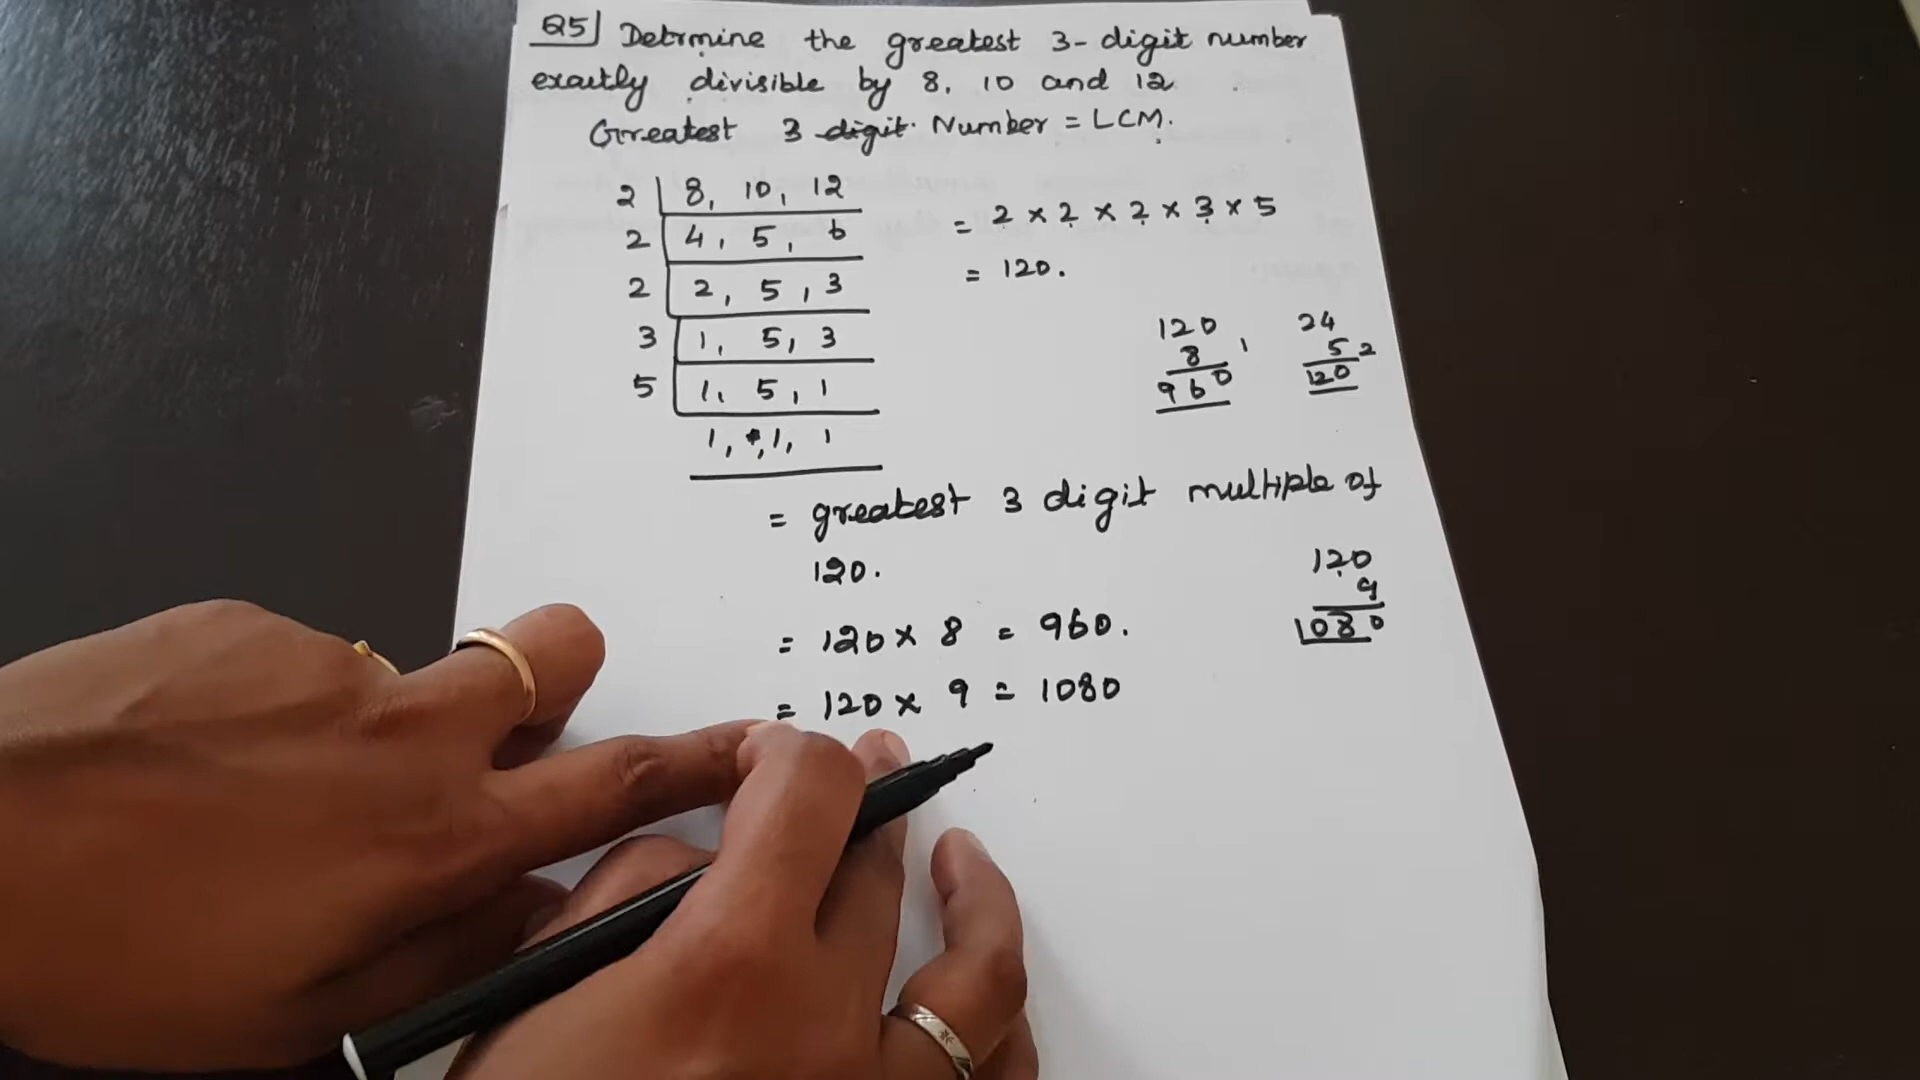 Q5 Detrmine the greatest 3-digit number
exactly divisible by 8, 10 and 12
Greatest 3 digit. Number = LCM.
2 8, 10, 12
2 4, 5, 6
2 2, 5, 3
3 1, 5, 3
5 1, 5, 1
1, 1, 1
= 2 × 2 × 2 × 3 × 5
= 120.
120
8 1
960
24
5 2
120
= greatest 3 digit multiple of
120.
= 120 × 8 = 960.
= 120 × 9 = 1080
120
9
1080